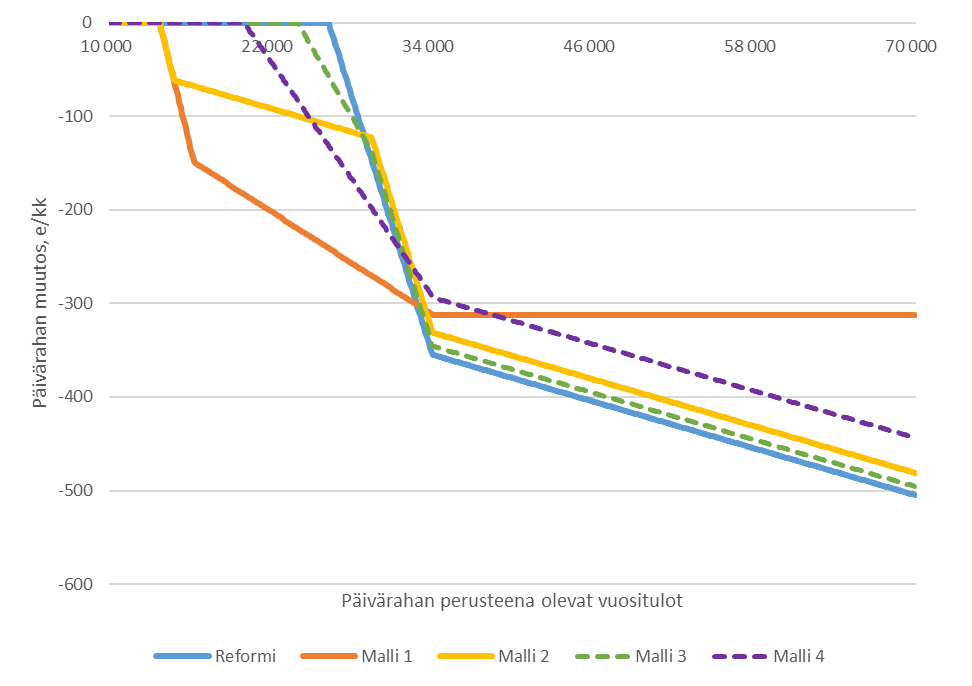 0
10 000 22 000 34 000 46 000 58 000 70 000
-100
-200
-300
-400
-500
-600
Päivärahan muutos, e/kk
Päivärahan perusteena olevat vuositulot
Reformi Malli 1 Malli 2 Malli 3 Malli 4